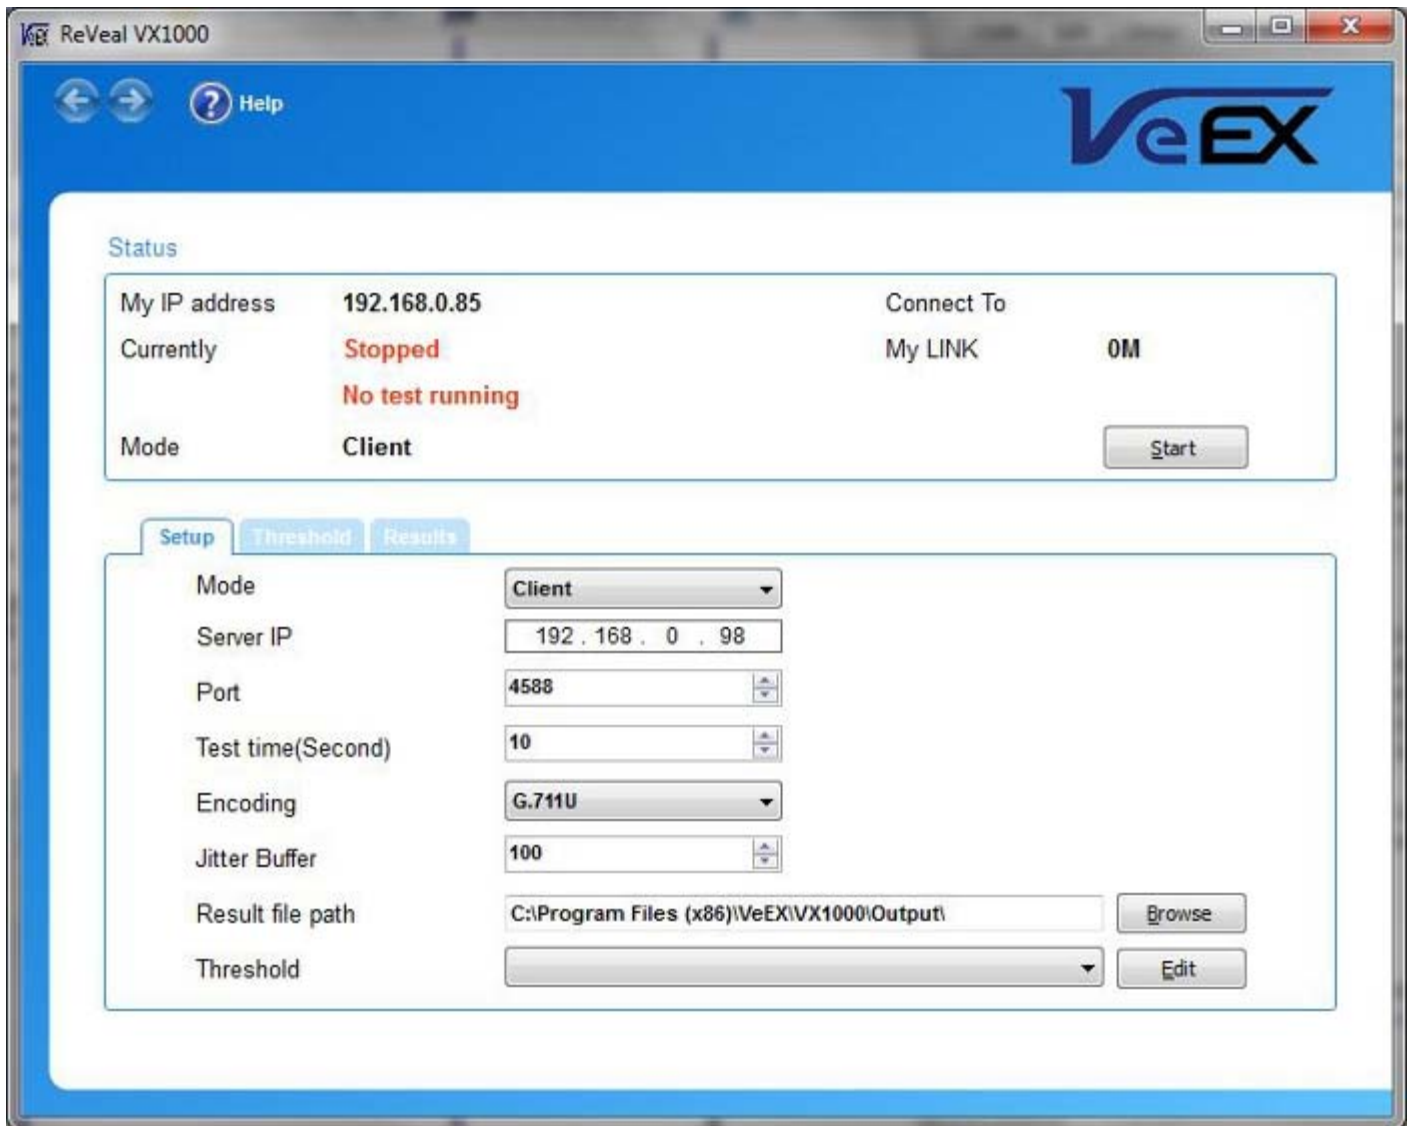 VeEX ReVeal VX1000
? Help
VeEX
Status
My IP address 192.168.0.85 Connect To
Currently Stopped My LINK 0M
No test running
Mode Client Start
Setup Threshold Results
Mode Client
Server IP 192 . 168 . 0 . 98
Port 4588
Test time(Second) 10
Encoding G.711U
Jitter Buffer 100
Result file path C:\Program Files (x86)\VeEX\VX1000\Output\ Browse
Threshold Edit